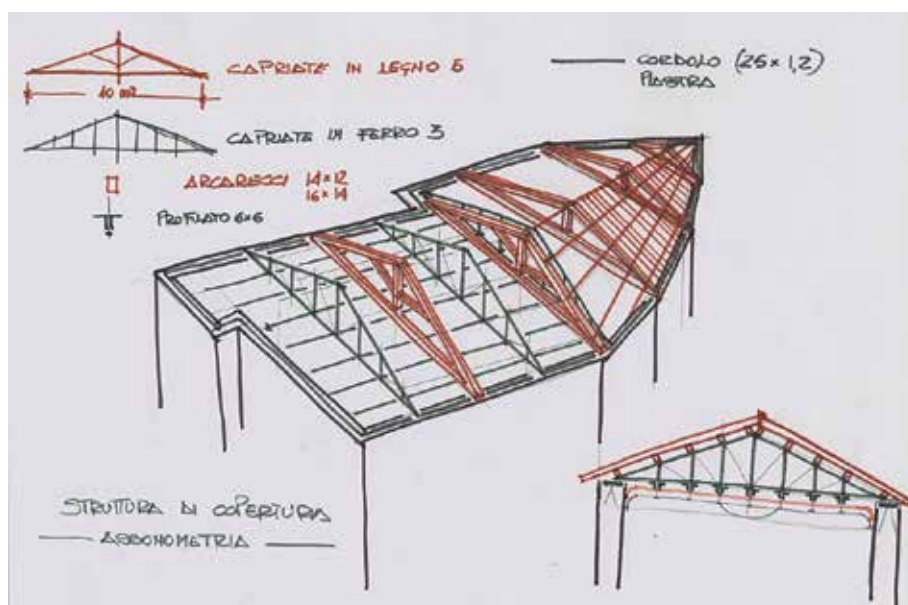 CAPRIATE IN LEGNO 5
10 mt
CAPRIATE IN FERRO 3
ARCARECCI 14×12
16×14
PROFILATO 6×6
CORDOLO (25 × 1,2)
PIASTRA
STRUTTURA DI COPERTURA
ASSONOMETRIA